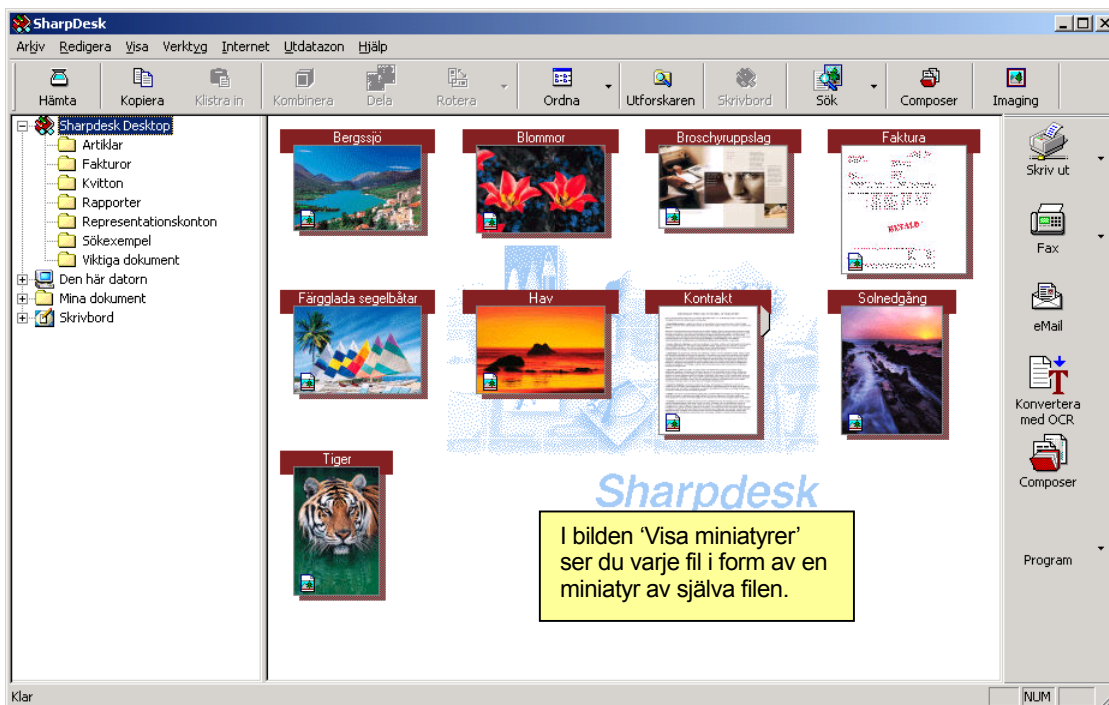 SharpDesk
Arkiv Redigera Visa Verktyg Internet Utdatazon Hjälp
Hämta Kopiera Klistra in Kombinera Dela Rotera Ordna Utforskaren Skrivbord Sök Composer Imaging
Sharpdesk Desktop
Artiklar
Fakturor
Kvitton
Rapporter
Representationskonton
Sökexempel
Viktiga dokument
Den här datorn
Mina dokument
Skrivbord
Bergssjö Blommor Broschyruppslag Faktura
BETALD
Färgglada segelbåtar Hav Kontrakt Solnedgång
Tiger
Sharpdesk
I bilden ‘Visa miniatyrer’
ser du varje fil i form av en
miniatyr av själva filen.
Skriv ut
Fax
eMail
Konvertera
med OCR
Composer
Program
Klar NUM